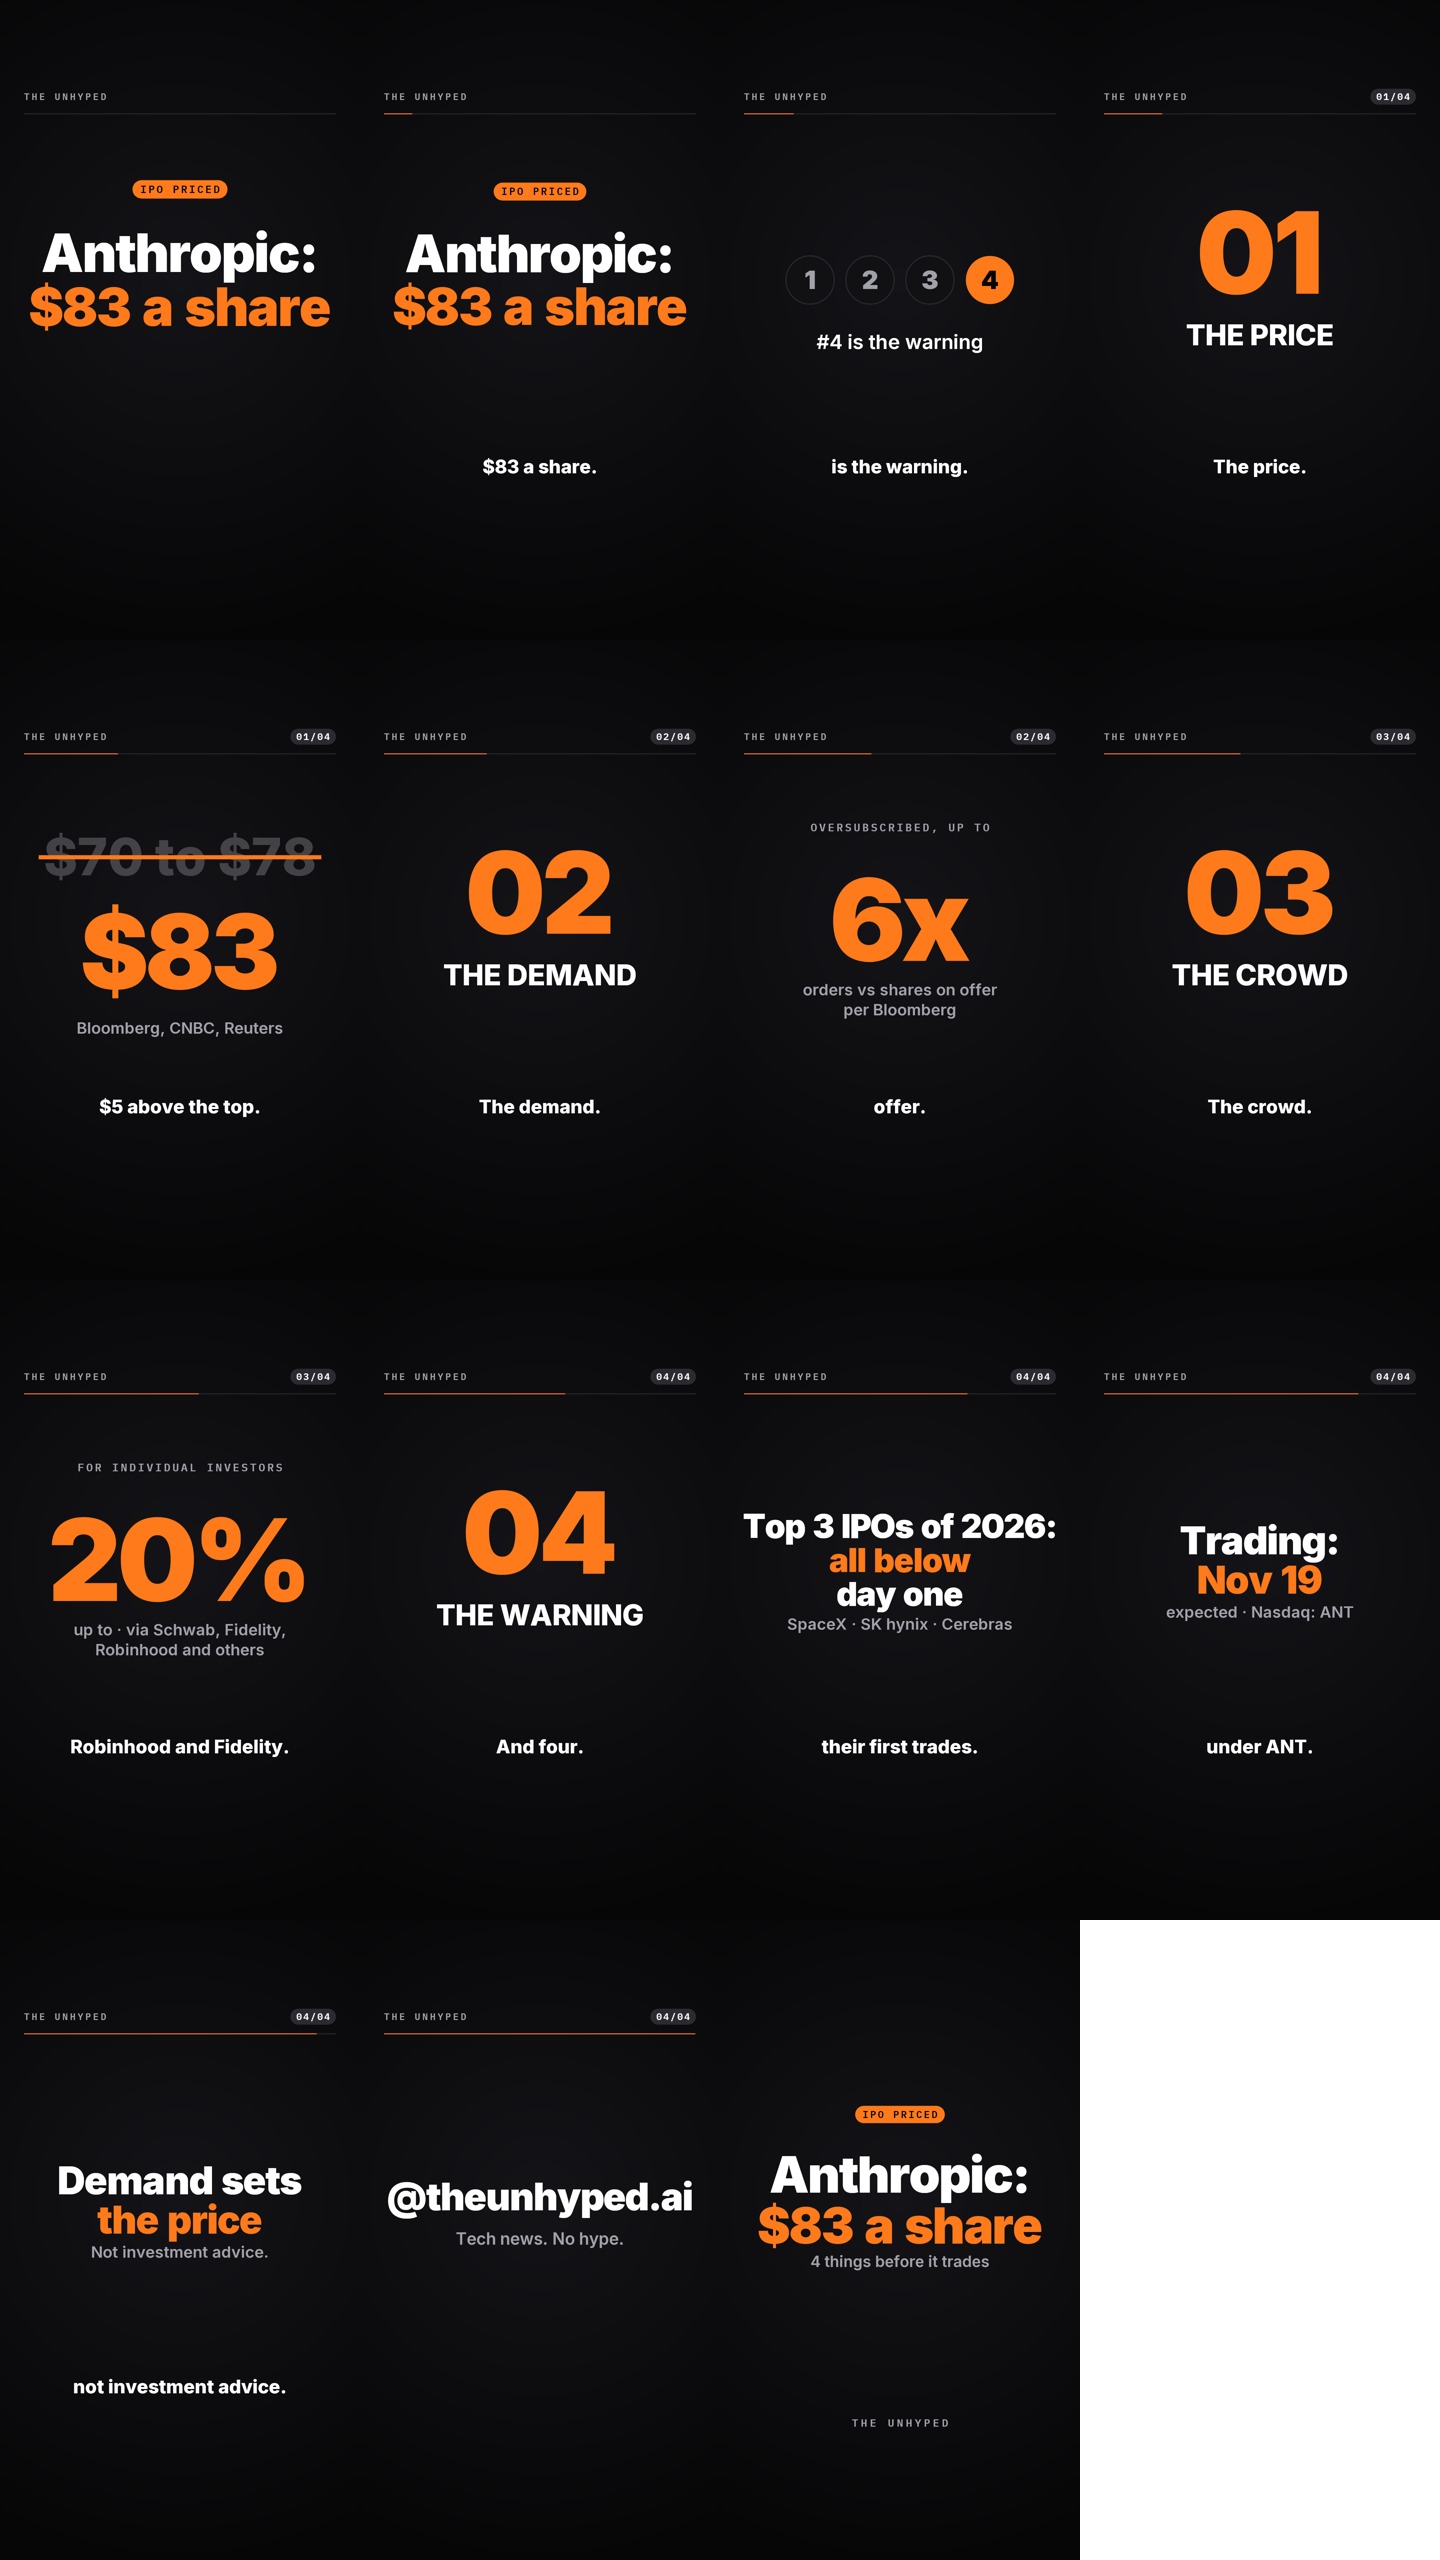 THE UNHYPED
IPO PRICED
Anthropic:
$83 a share
THE UNHYPED
IPO PRICED
Anthropic:
$83 a share
$83 a share.
THE UNHYPED
1 2 3 4
#4 is the warning
is the warning.
THE UNHYPED 01/04
01
THE PRICE
The price.
THE UNHYPED 01/04
$70 to $78
$83
Bloomberg, CNBC, Reuters
$5 above the top.
THE UNHYPED 02/04
02
THE DEMAND
The demand.
THE UNHYPED 02/04
OVERSUBSCRIBED, UP TO
6x
orders vs shares on offer
per Bloomberg
offer.
THE UNHYPED 03/04
03
THE CROWD
The crowd.
THE UNHYPED 03/04
FOR INDIVIDUAL INVESTORS
20%
up to · via Schwab, Fidelity,
Robinhood and others
Robinhood and Fidelity.
THE UNHYPED 04/04
04
THE WARNING
And four.
THE UNHYPED 04/04
Top 3 IPOs of 2026:
all below
day one
SpaceX · SK hynix · Cerebras
their first trades.
THE UNHYPED 04/04
Trading:
Nov 19
expected · Nasdaq: ANT
under ANT.
THE UNHYPED 04/04
Demand sets
the price
Not investment advice.
not investment advice.
THE UNHYPED 04/04
@theunhyped.ai
Tech news. No hype.
IPO PRICED
Anthropic:
$83 a share
4 things before it trades
THE UNHYPED